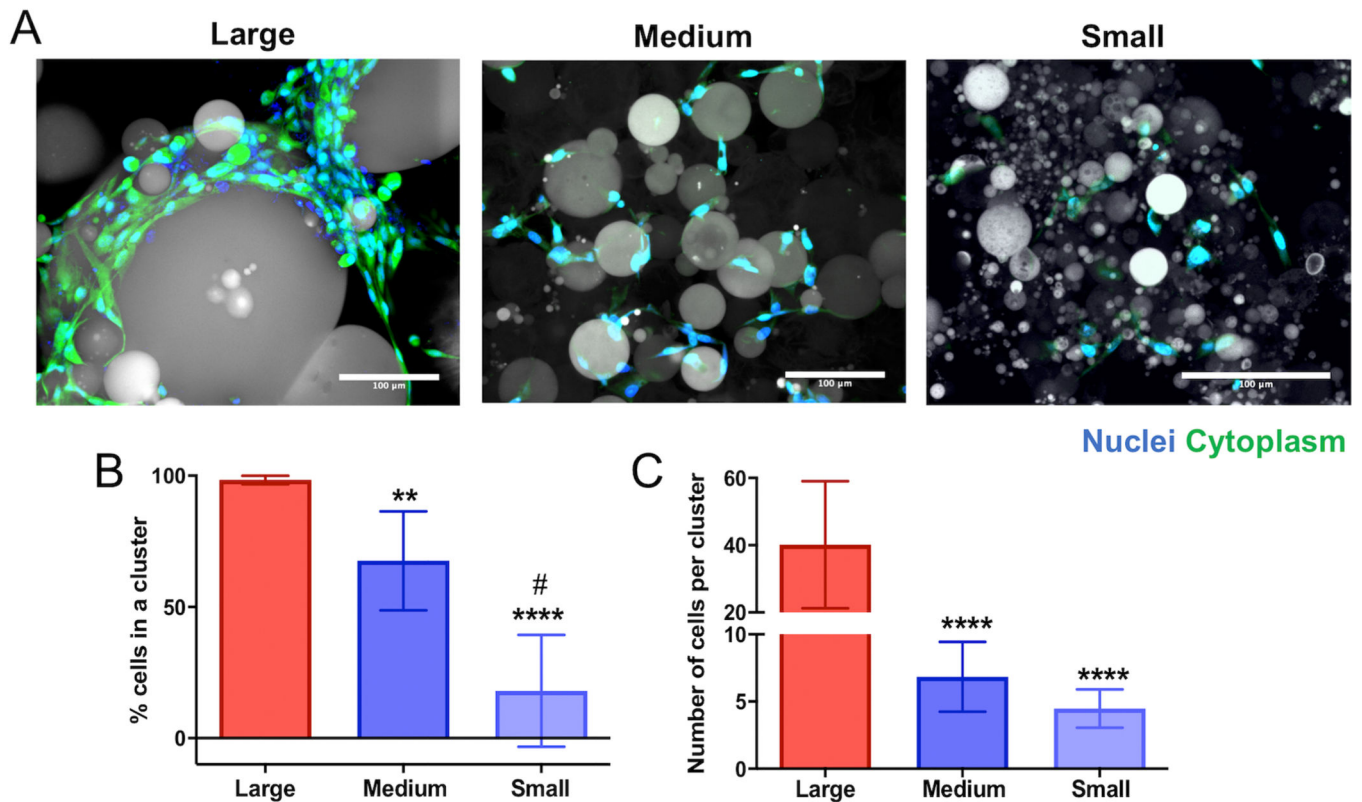 A
Large
Medium
Small
100 µm
100 µm
100 µm
Nuclei Cytoplasm
B
% cells in a cluster
100
50
0
**
#
****
Large
Medium
Small
C
Number of cells per cluster
60
40
20
10
5
0
****
****
Large
Medium
Small